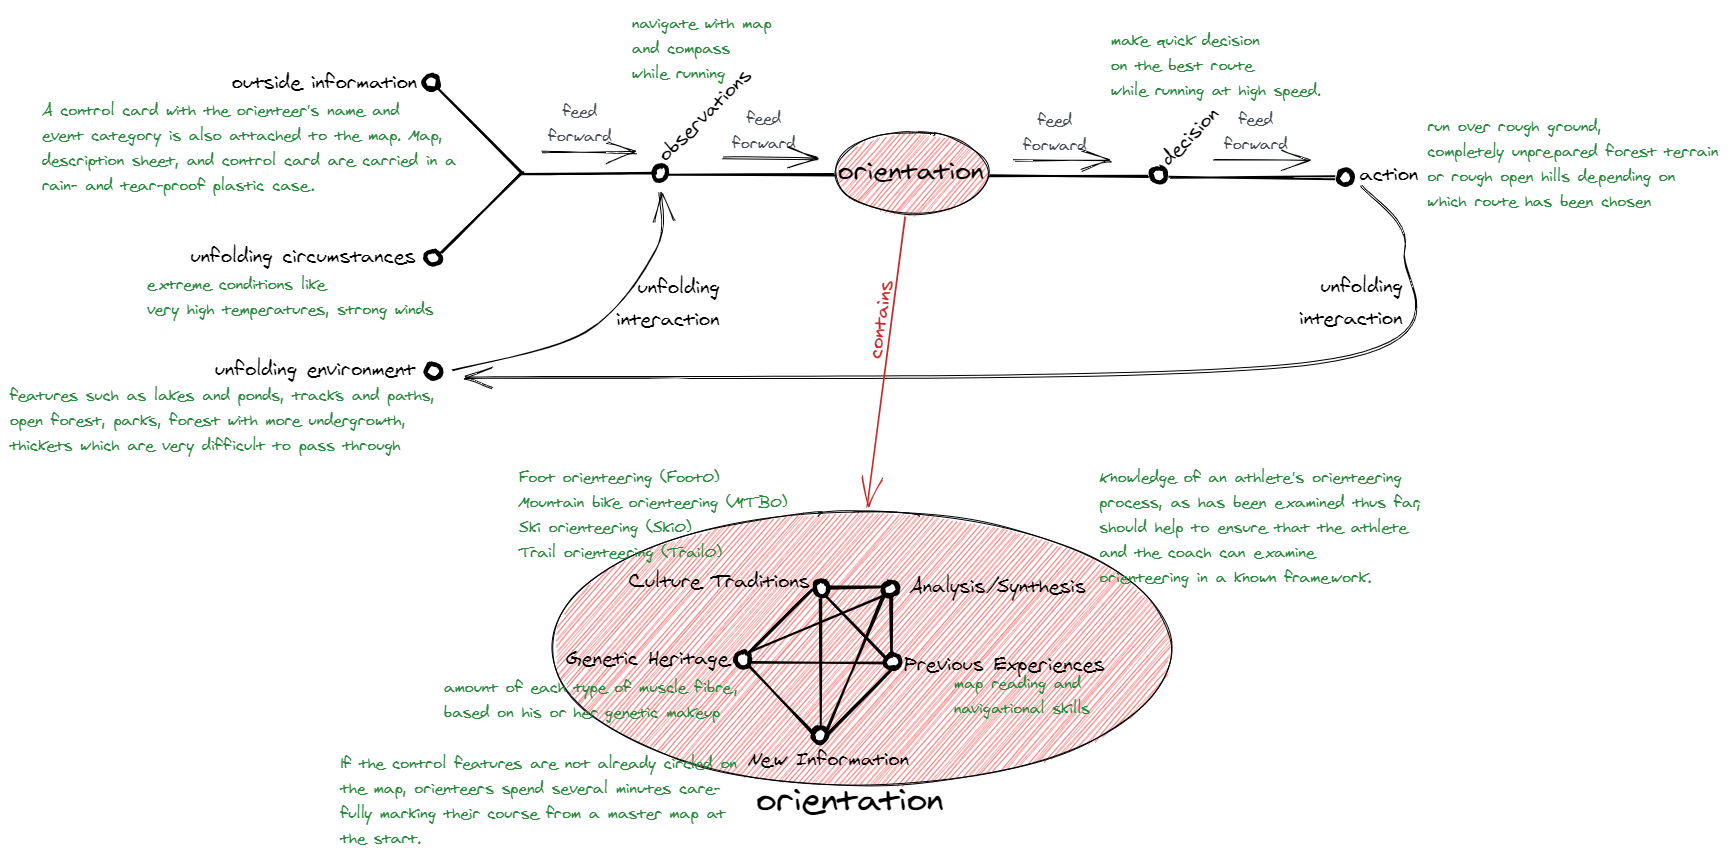 navigate with map
and compass
while running
observations
make quick decision
on the best route
while running at high speed.
decision
outside information
A control card with the orienteer's name and
event category is also attached to the map. Map,
description sheet, and control card are carried in a
rain- and tear-proof plastic case.
feed
forward
feed
forward
orientation
feed
forward
feed
forward
action
run over rough ground,
completely unprepared forest terrain
or rough open hills depending on
which route has been chosen
unfolding circumstances
extreme conditions like
very high temperatures, strong winds
unfolding
interaction
contains
unfolding
interaction
unfolding environment
features such as lakes and ponds, tracks and paths,
open forest, parks, forest with more undergrowth,
thickets which are very difficult to pass through
Foot orienteering (FootO)
Mountain bike orienteering (MTBO)
Ski orienteering (SkiO)
Trail orienteering (TrailO)
Knowledge of an athlete's orienteering
process, as has been examined thus far,
should help to ensure that the athlete
and the coach can examine
orienteering in a known framework.
Culture Traditions
Analysis/Synthesis
Genetic Heritage
amount of each type of muscle fibre,
based on his or her genetic makeup
Previous Experiences
map reading and
navigational skills
New Information
If the control features are not already circled on
the map, orienteers spend several minutes care-
fully marking their course from a master map at
the start.
orientation